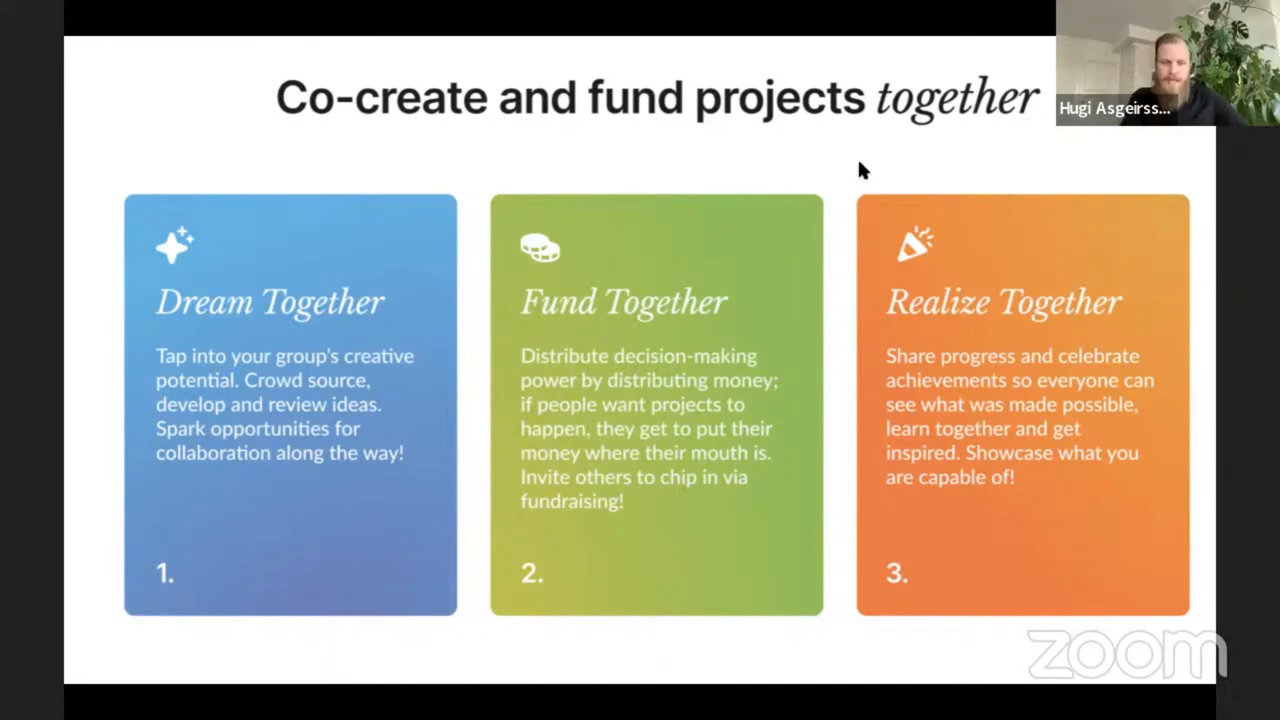 Co-create and fund projects together
Hugi Asgeirss...
Dream Together
Tap into your group's creative
potential. Crowd source,
develop and review ideas.
Spark opportunities for
collaboration along the way!
1.
Fund Together
Distribute decision-making
power by distributing money;
if people want projects to
happen, they get to put their
money where their mouth is.
Invite others to chip in via
fundraising!
2.
Realize Together
Share progress and celebrate
achievements so everyone can
see what was made possible,
learn together and get
inspired. Showcase what you
are capable of!
3.
zoom